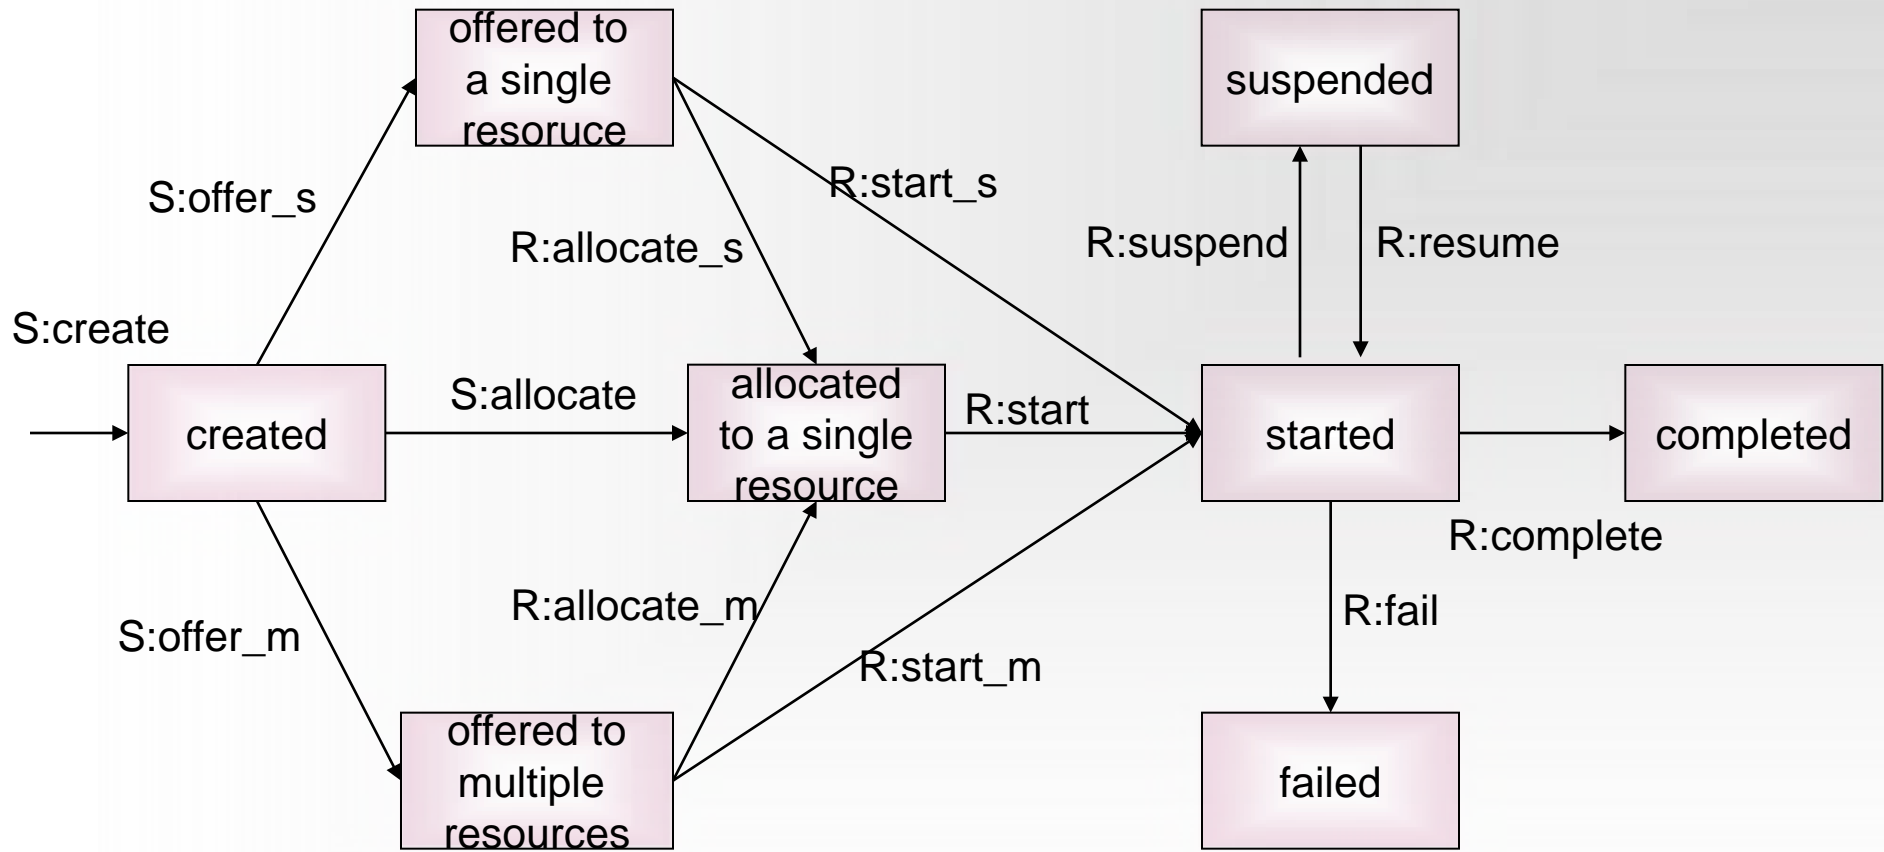 offered to
a single
resoruce
suspended
S:offer_s
R:start_s
R:allocate_s
R:suspend
R:resume
S:create
created
S:allocate
allocated
to a single
resource
R:start
started
completed
R:complete
R:allocate_m
R:fail
S:offer_m
R:start_m
offered to
multiple
resources
failed